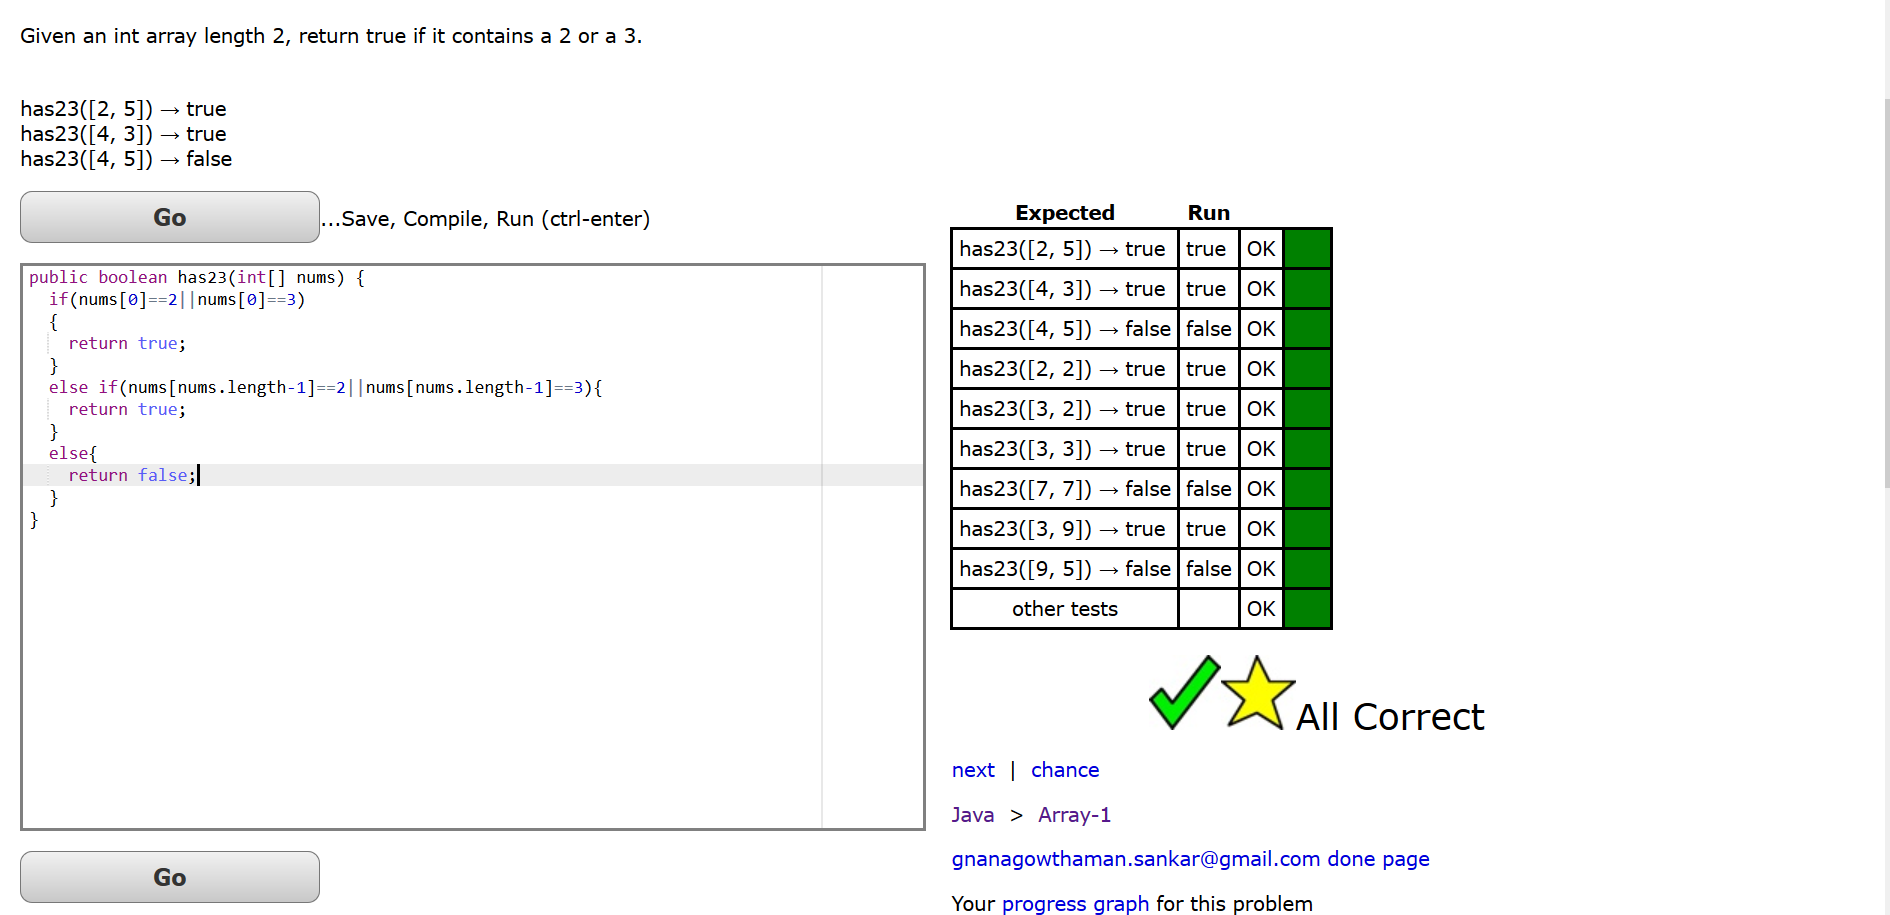 Given an int array length 2, return true if it contains a 2 or a 3.
has23([2, 5]) → true
has23([4, 3]) → true
has23([4, 5]) → false
Go
...Save, Compile, Run (ctrl-enter)
public boolean has23(int[] nums) {
  if(nums[0]==2||nums[0]==3)
  {
    return true;
  }
  else if(nums[nums.length-1]==2||nums[nums.length-1]==3){
    return true;
  }
  else{
    return false;
  }
}
Go
Expected Run
has23([2, 5]) → true true OK
has23([4, 3]) → true true OK
has23([4, 5]) → false false OK
has23([2, 2]) → true true OK
has23([3, 2]) → true true OK
has23([3, 3]) → true true OK
has23([7, 7]) → false false OK
has23([3, 9]) → true true OK
has23([9, 5]) → false false OK
other tests OK
All Correct
next | chance
Java > Array-1
gnanagowthaman.sankar@gmail.com done page
Your progress graph for this problem